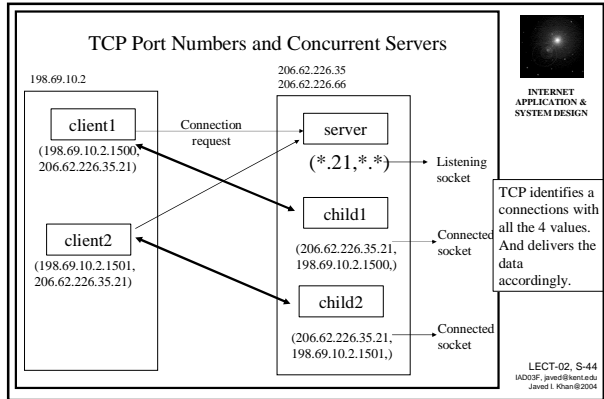 TCP Port Numbers and Concurrent Servers
198.69.10.2
206.62.226.35
206.62.226.66
client1
Connection
request
server
(198.69.10.2.1500,
206.62.226.35.21)
(*.21,*.*)
Listening
socket
child1
client2
(206.62.226.35.21,
198.69.10.2.1500,)
Connected
socket
(198.69.10.2.1501,
206.62.226.35.21)
child2
(206.62.226.35.21,
198.69.10.2.1501,)
Connected
socket
INTERNET
APPLICATION &
SYSTEM DESIGN
TCP identifies a
connections with
all the 4 values.
And delivers the
data
accordingly.
LECT-02, S-44
IAD03F, javed@kent.edu
Javed I. Khan@2004